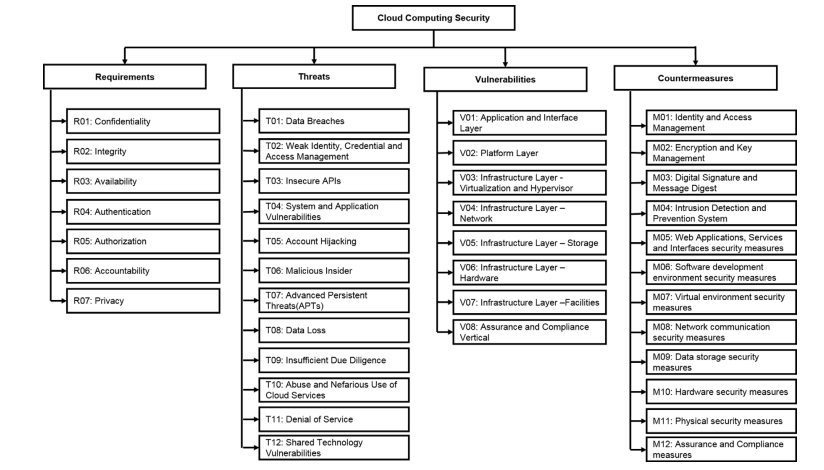 Cloud Computing Security
Requirements
R01: Confidentiality
R02: Integrity
R03: Availability
R04: Authentication
R05: Authorization
R06: Accountability
R07: Privacy
Threats
T01: Data Breaches
T02: Weak Identity, Credential and
Access Management
T03: Insecure APIs
T04: System and Application
Vulnerabilities
T05: Account Hijacking
T06: Malicious Insider
T07: Advanced Persistent
Threats(APTs)
T08: Data Loss
T09: Insufficient Due Diligence
T10: Abuse and Nefarious Use of
Cloud Services
T11: Denial of Service
T12: Shared Technology
Vulnerabilities
Vulnerabilities
V01: Application and Interface
Layer
V02: Platform Layer
V03: Infrastructure Layer -
Virtualization and Hypervisor
V04: Infrastructure Layer –
Network
V05: Infrastructure Layer – Storage
V06: Infrastructure Layer –
Hardware
V07: Infrastructure Layer –Facilities
V08: Assurance and Compliance
Vertical
Countermeasures
M01: Identity and Access
Management
M02: Encryption and Key
Management
M03: Digital Signature and
Message Digest
M04: Intrusion Detection and
Prevention System
M05: Web Applications, Services
and Interfaces security measures
M06: Software development
environment security measures
M07: Virtual environment security
measures
M08: Network communication
security measures
M09: Data storage security
measures
M10: Hardware security measures
M11: Physical security measures
M12: Assurance and Compliance
measures